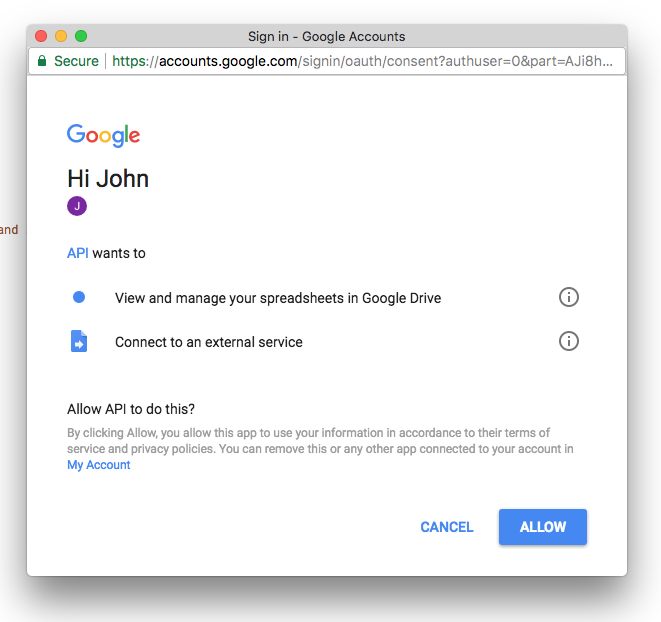 Sign in - Google Accounts
Secure | https://accounts.google.com/signin/oauth/consent?authuser=0&part=AJi8h...
Google
Hi John
J
and
API wants to
View and manage your spreadsheets in Google Drive
Connect to an external service
Allow API to do this?
By clicking Allow, you allow this app to use your information in accordance to their terms of
service and privacy policies. You can remove this or any other app connected to your account in
My Account
CANCEL ALLOW